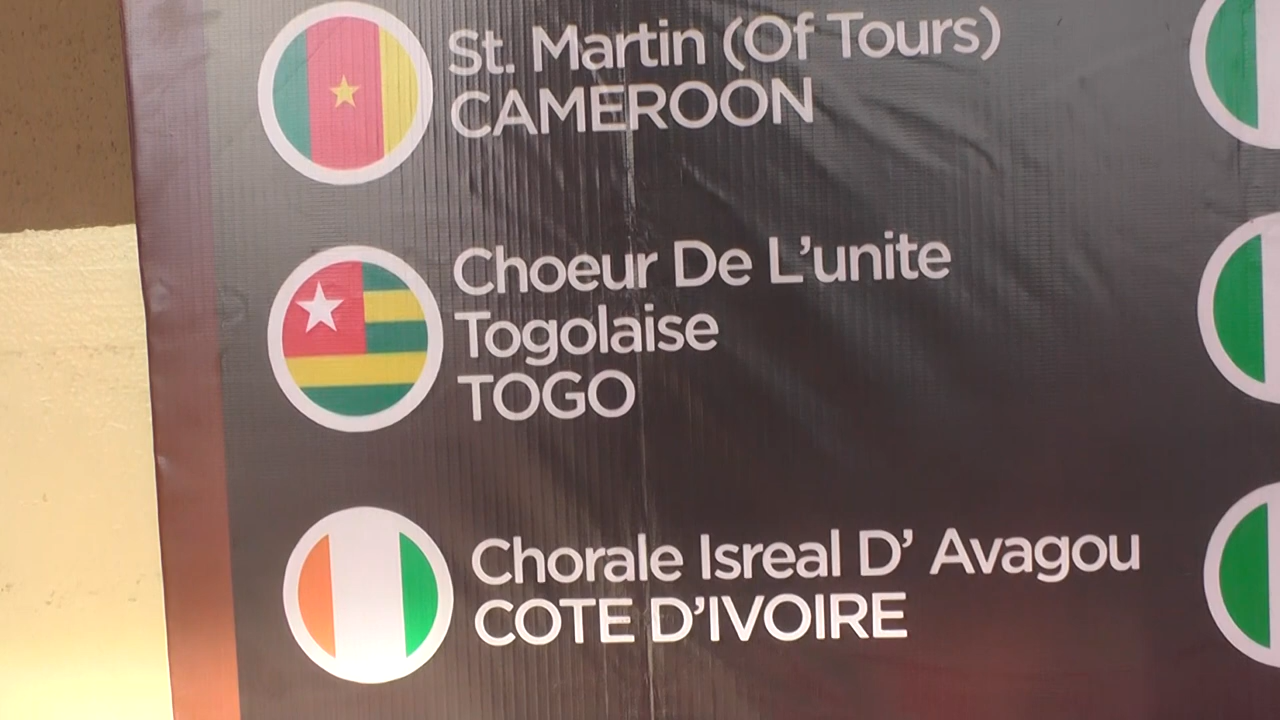 St. Martin (Of Tours)
CAMEROON
Choeur De L'unite
Togolaise
TOGO
Chorale Isreal D' Avagou
COTE D'IVOIRE